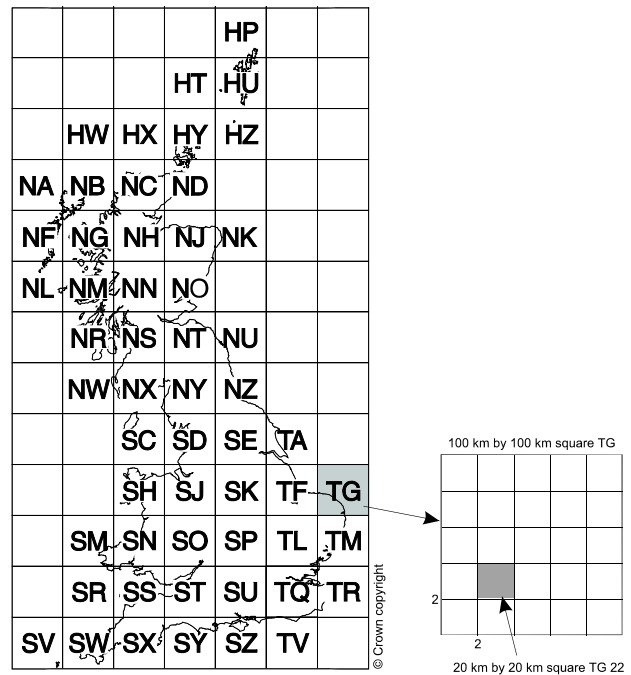 HP
HT HU
HW HX HY HZ
NA NB NC ND
NF NG NH NJ NK
NL NM NN NO
NR NS NT NU
NW NX NY NZ
SC SD SE TA
SH SJ SK TF TG
SM SN SO SP TL TM
SR SS ST SU TQ TR
SV SW SX SY SZ TV
© Crown copyright
100 km by 100 km square TG
2
2
20 km by 20 km square TG 22